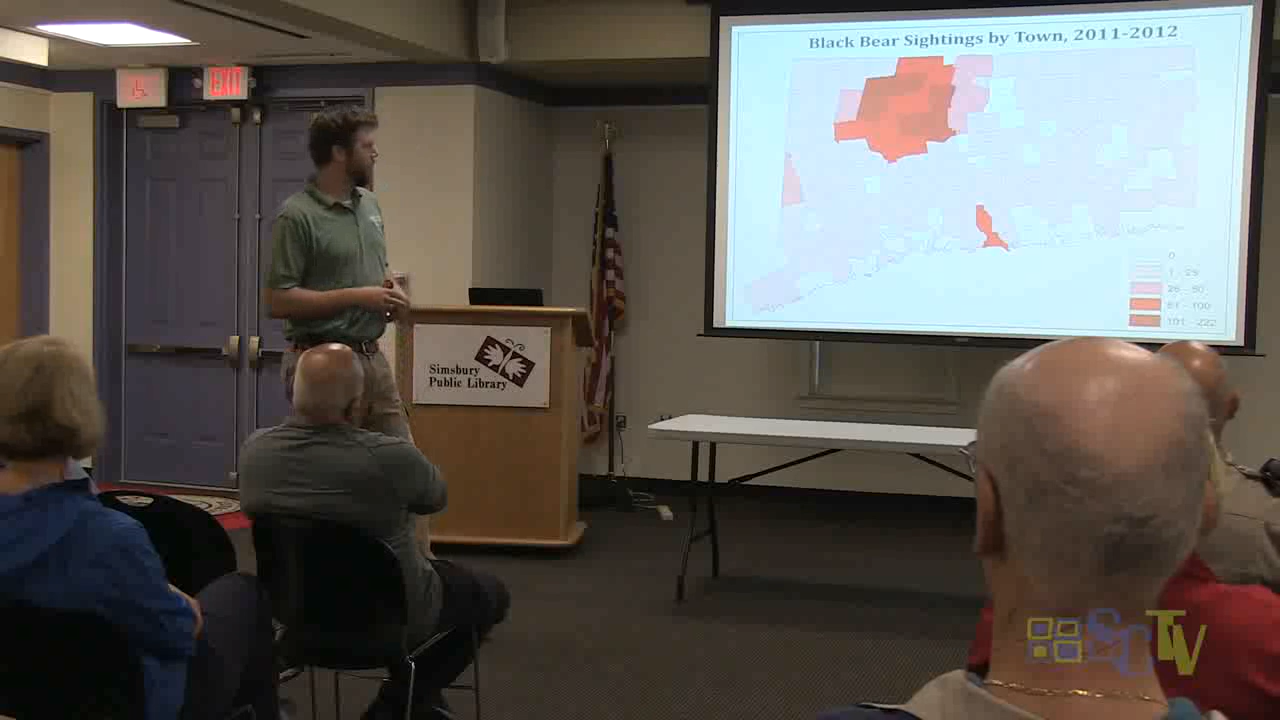 EXIT
Black Bear Sightings by Town, 2011-2012
0
1 - 25
26 - 50
51 - 100
101 - 222
Simsbury
Public Library
SCTV